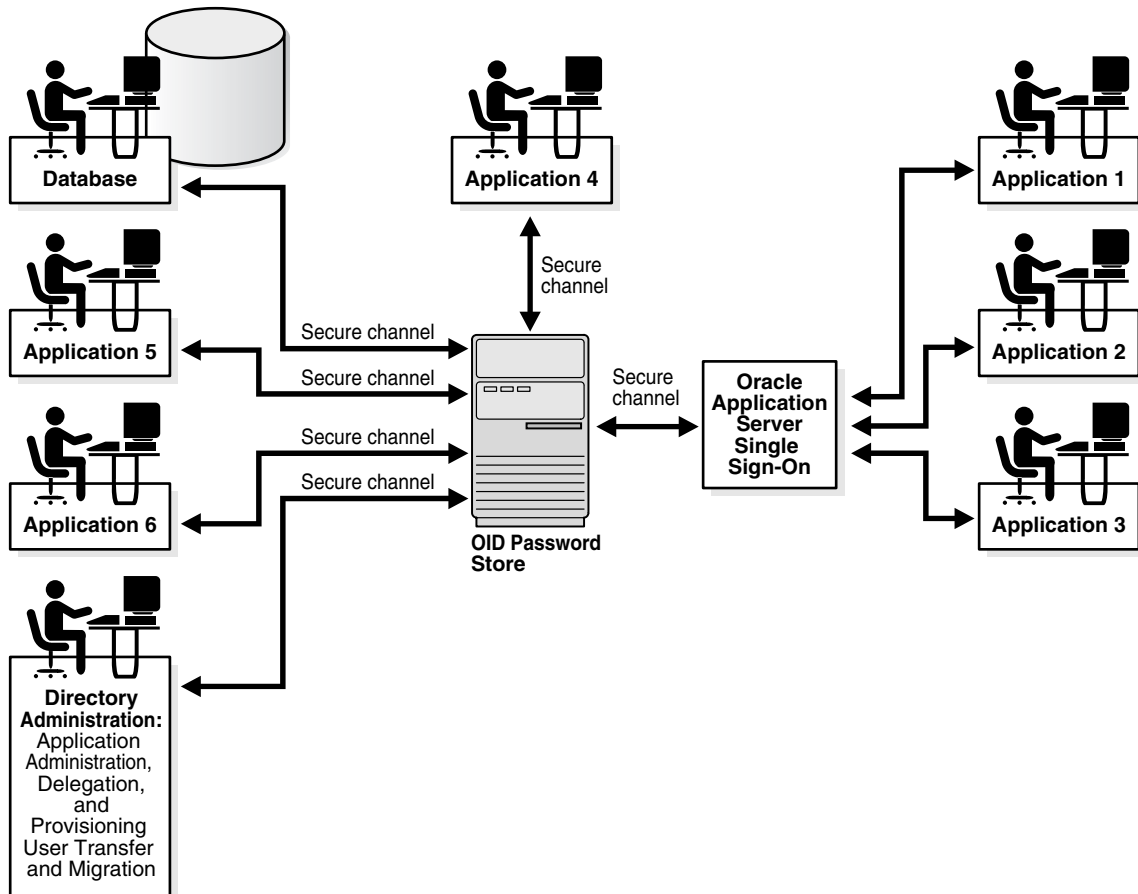 Database
Application 4
Application 1
Secure
channel
Application 5
Secure channel
Application 2
Secure channel
Secure
channel
Oracle
Application
Server
Single
Sign-On
Secure channel
Secure channel
Application 6
Application 3
OID Password
Store
Directory
Administration:
Application
Administration,
Delegation,
and
Provisioning
User Transfer
and Migration